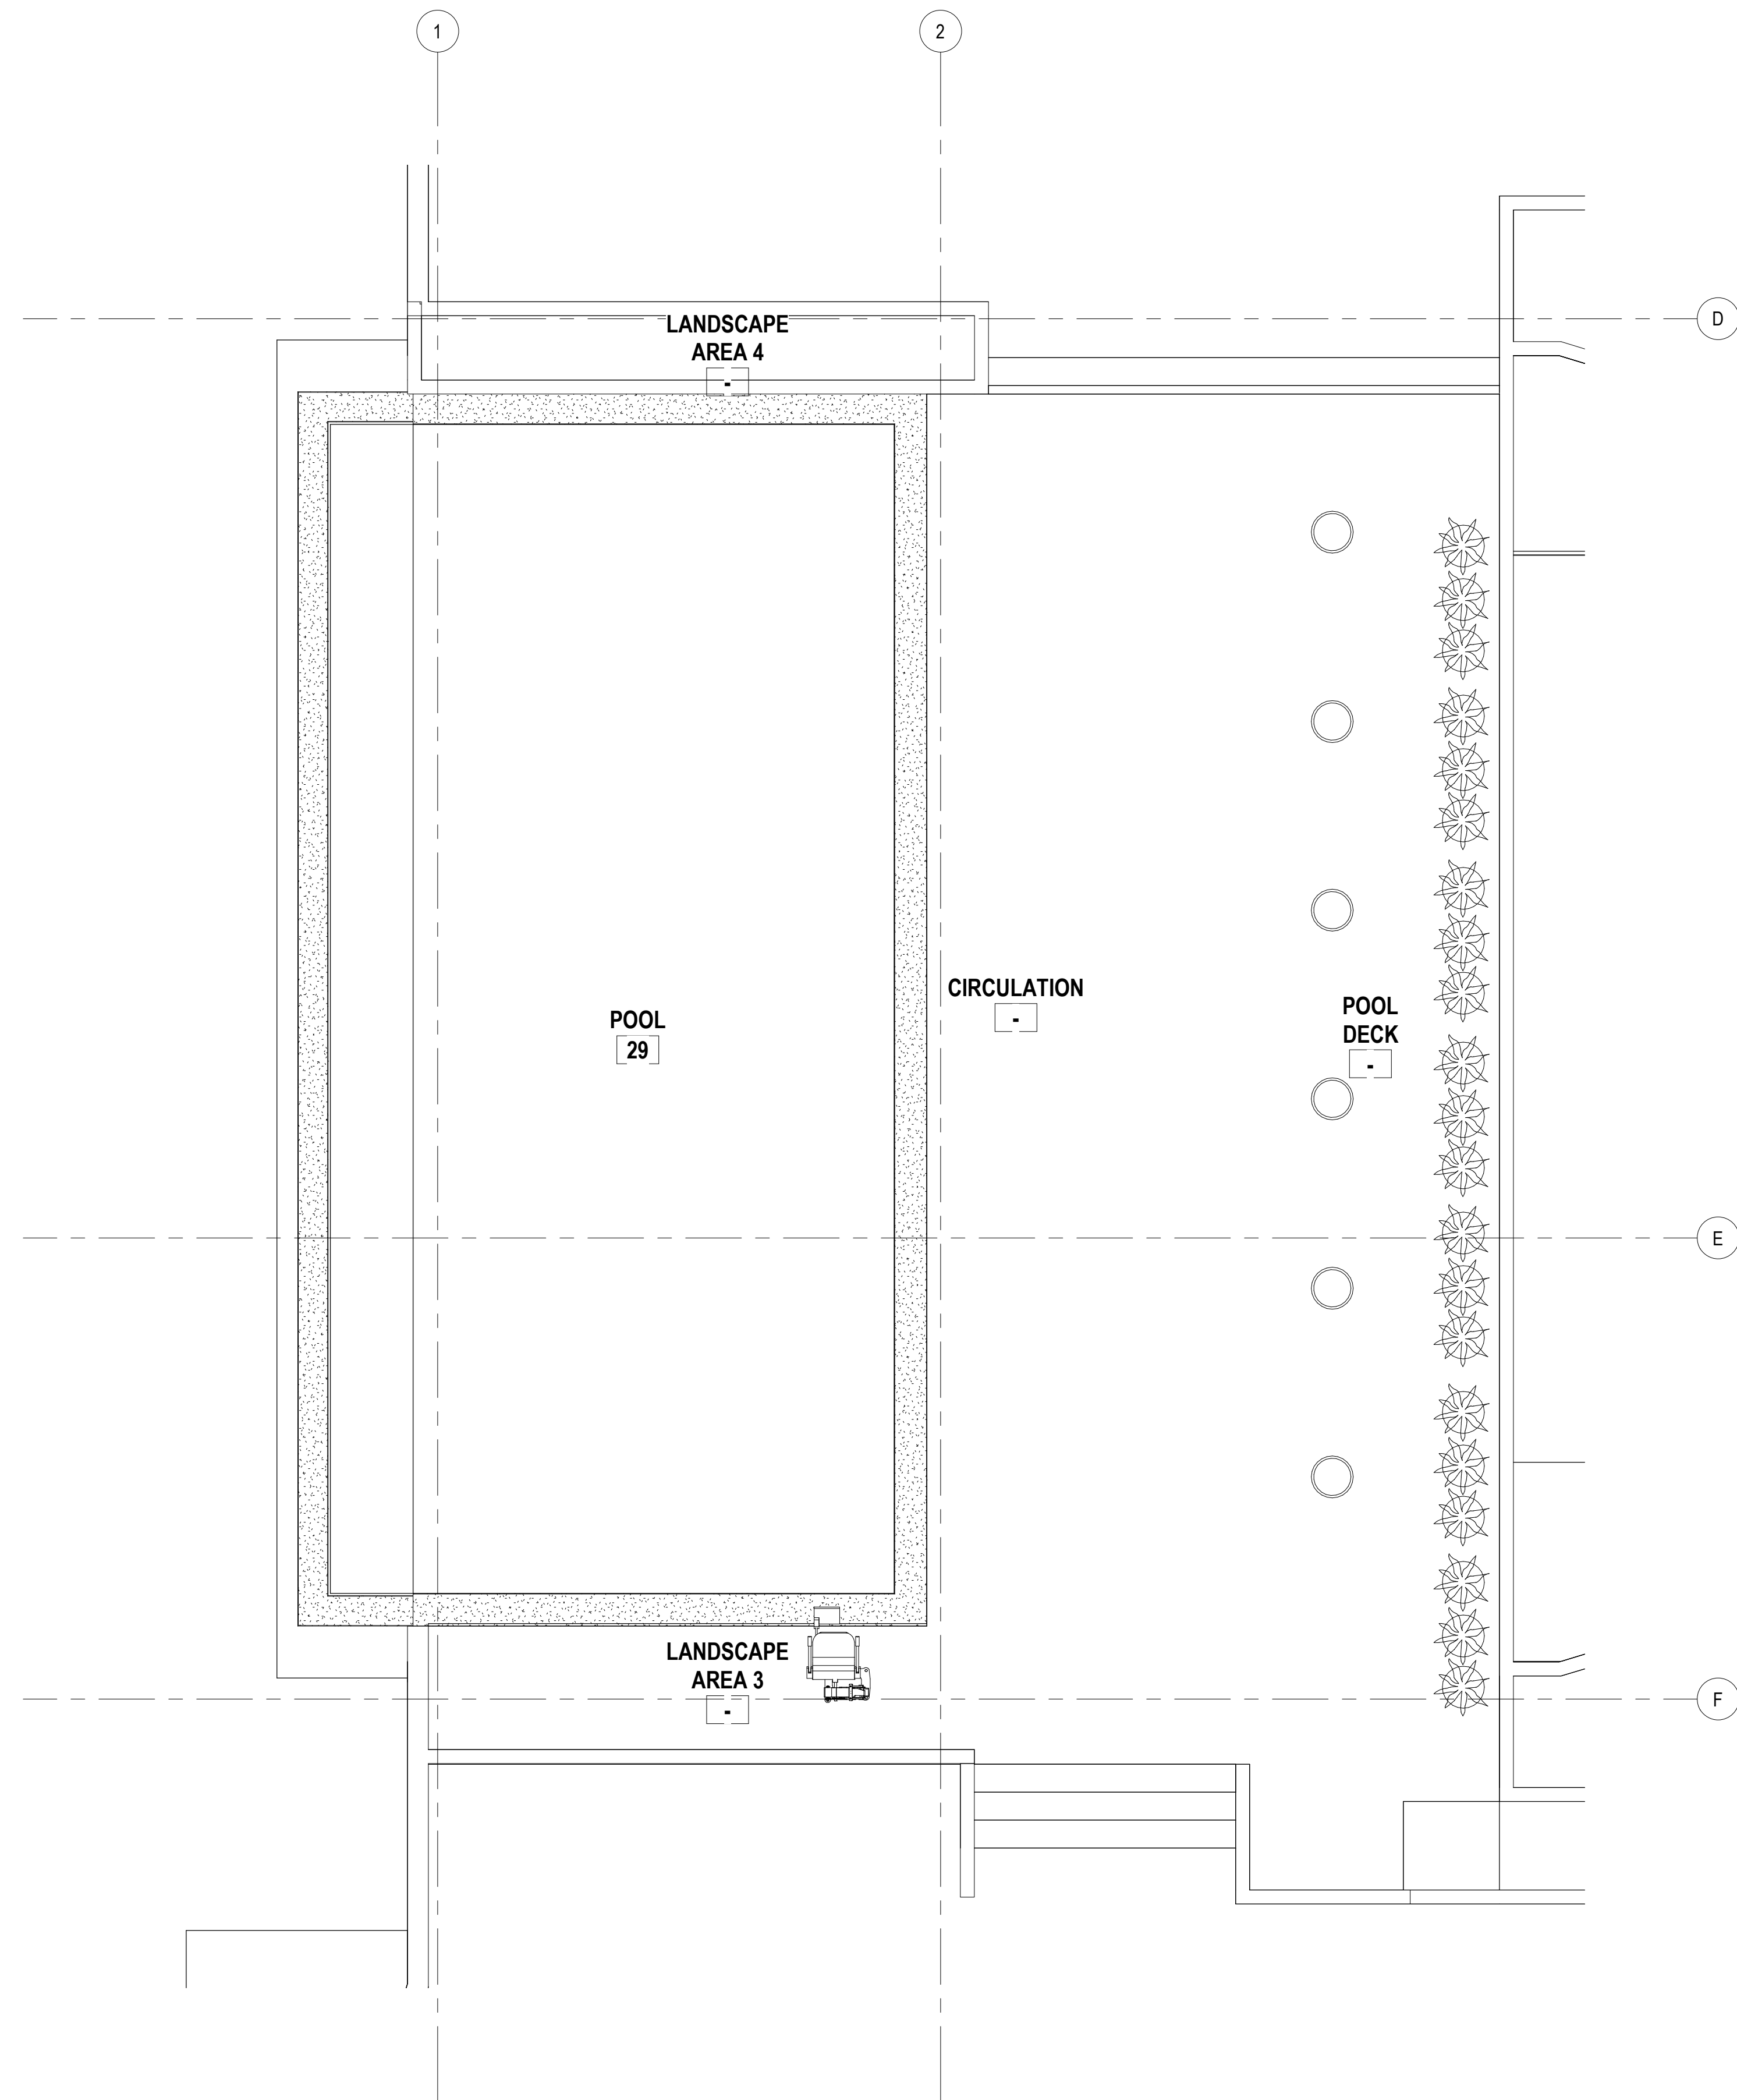 1
2
D
LANDSCAPE
AREA 4
-
CIRCULATION
-
POOL
DECK
-
POOL
29
E
LANDSCAPE
AREA 3
-
F